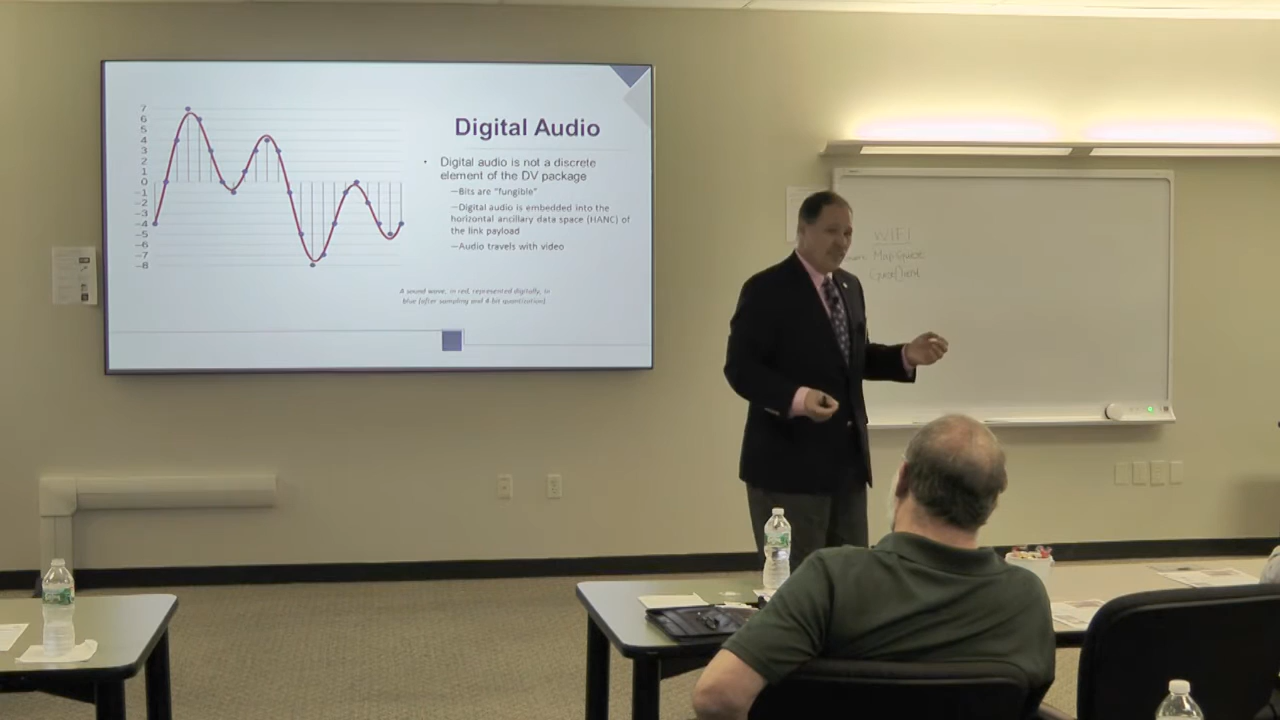 7
6
5
4
3
2
1
0
−1
−2
−3
−4
−5
−6
−7
−8
Digital Audio
• Digital audio is not a discrete
element of the DV package
—Bits are "fungible"
—Digital audio is embedded into the
horizontal ancillary data space (HANC) of
the link payload
—Audio travels with video
A sound wave, in red, represented digitally, in
blue (after sampling and 4-bit quantization).
WIFI